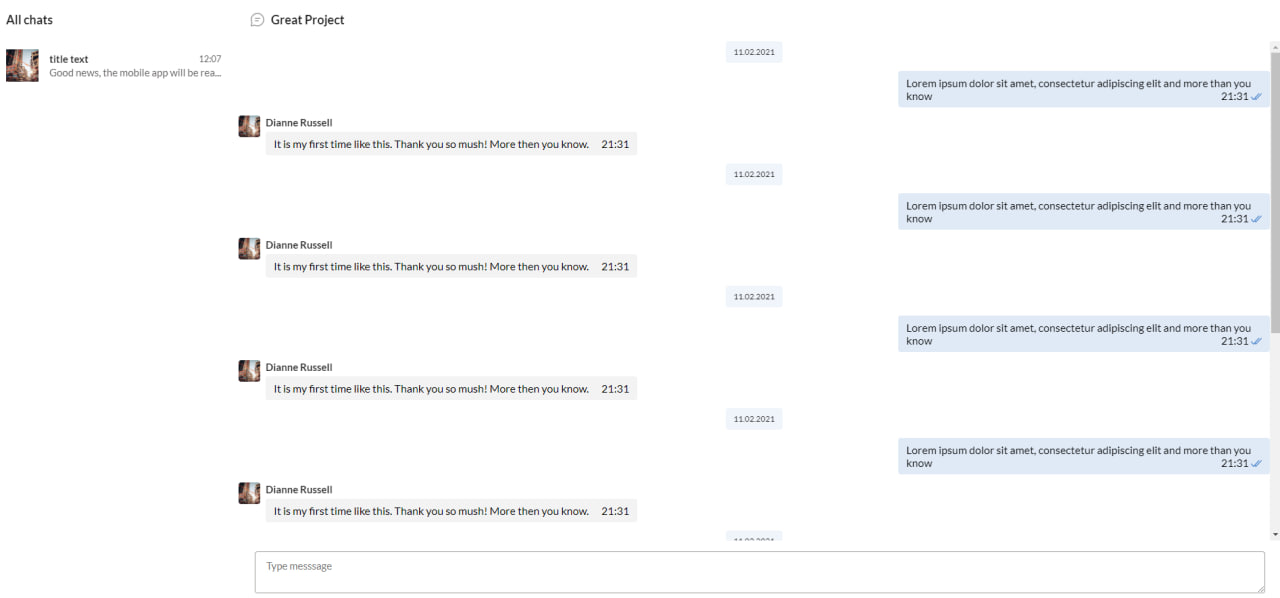 All chats
Great Project
title text 12:07
Good news, the mobile app will be rea...
11.02.2021
Lorem ipsum dolor sit amet, consectetur adipiscing elit and more than you
know 21:31
Dianne Russell
It is my first time like this. Thank you so mush! More then you know. 21:31
11.02.2021
Lorem ipsum dolor sit amet, consectetur adipiscing elit and more than you
know 21:31
Dianne Russell
It is my first time like this. Thank you so mush! More then you know. 21:31
11.02.2021
Lorem ipsum dolor sit amet, consectetur adipiscing elit and more than you
know 21:31
Dianne Russell
It is my first time like this. Thank you so mush! More then you know. 21:31
11.02.2021
Lorem ipsum dolor sit amet, consectetur adipiscing elit and more than you
know 21:31
Dianne Russell
It is my first time like this. Thank you so mush! More then you know. 21:31
11.02.2021
Type messsage